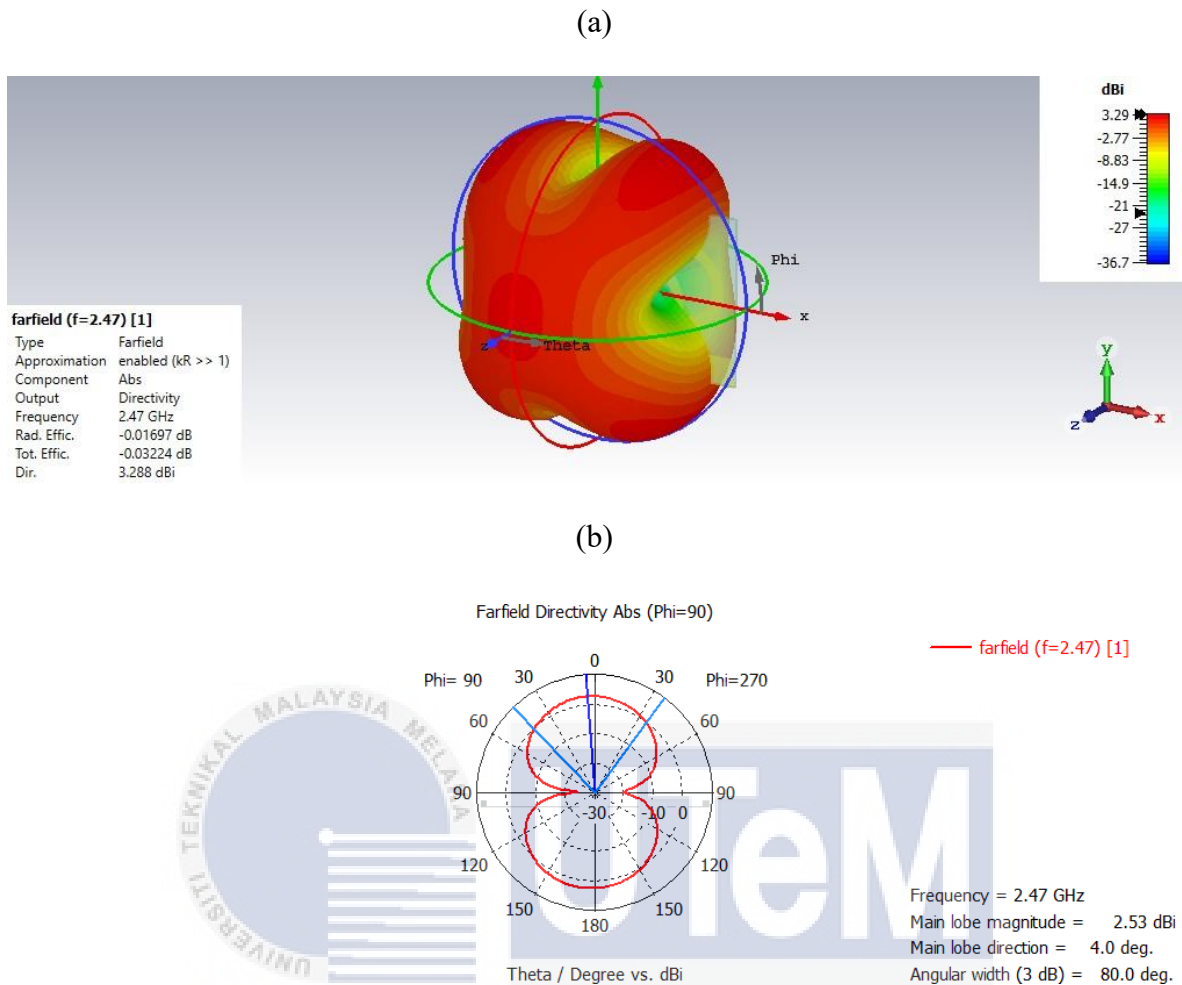 (a)
dBi
3.29
-2.77
-8.83
-14.9
-21
-27
-36.7
Phi
x
z
Theta
farfield (f=2.47) [1]
Type Farfield
Approximation enabled (kR >> 1)
Component Abs
Output Directivity
Frequency 2.47 GHz
Rad. Effic. -0.01697 dB
Tot. Effic. -0.03224 dB
Dir. 3.288 dBi
y
z
x
(b)
Farfield Directivity Abs (Phi=90)
farfield (f=2.47) [1]
0
Phi= 90 30 30 Phi=270
60 60
90 -30 -10 0 90
120 120
150 150
180
Theta / Degree vs. dBi
Frequency = 2.47 GHz
Main lobe magnitude = 2.53 dBi
Main lobe direction = 4.0 deg.
Angular width (3 dB) = 80.0 deg.
UNIVERSITI TEKNIKAL MALAYSIA MELAKA
UTeM